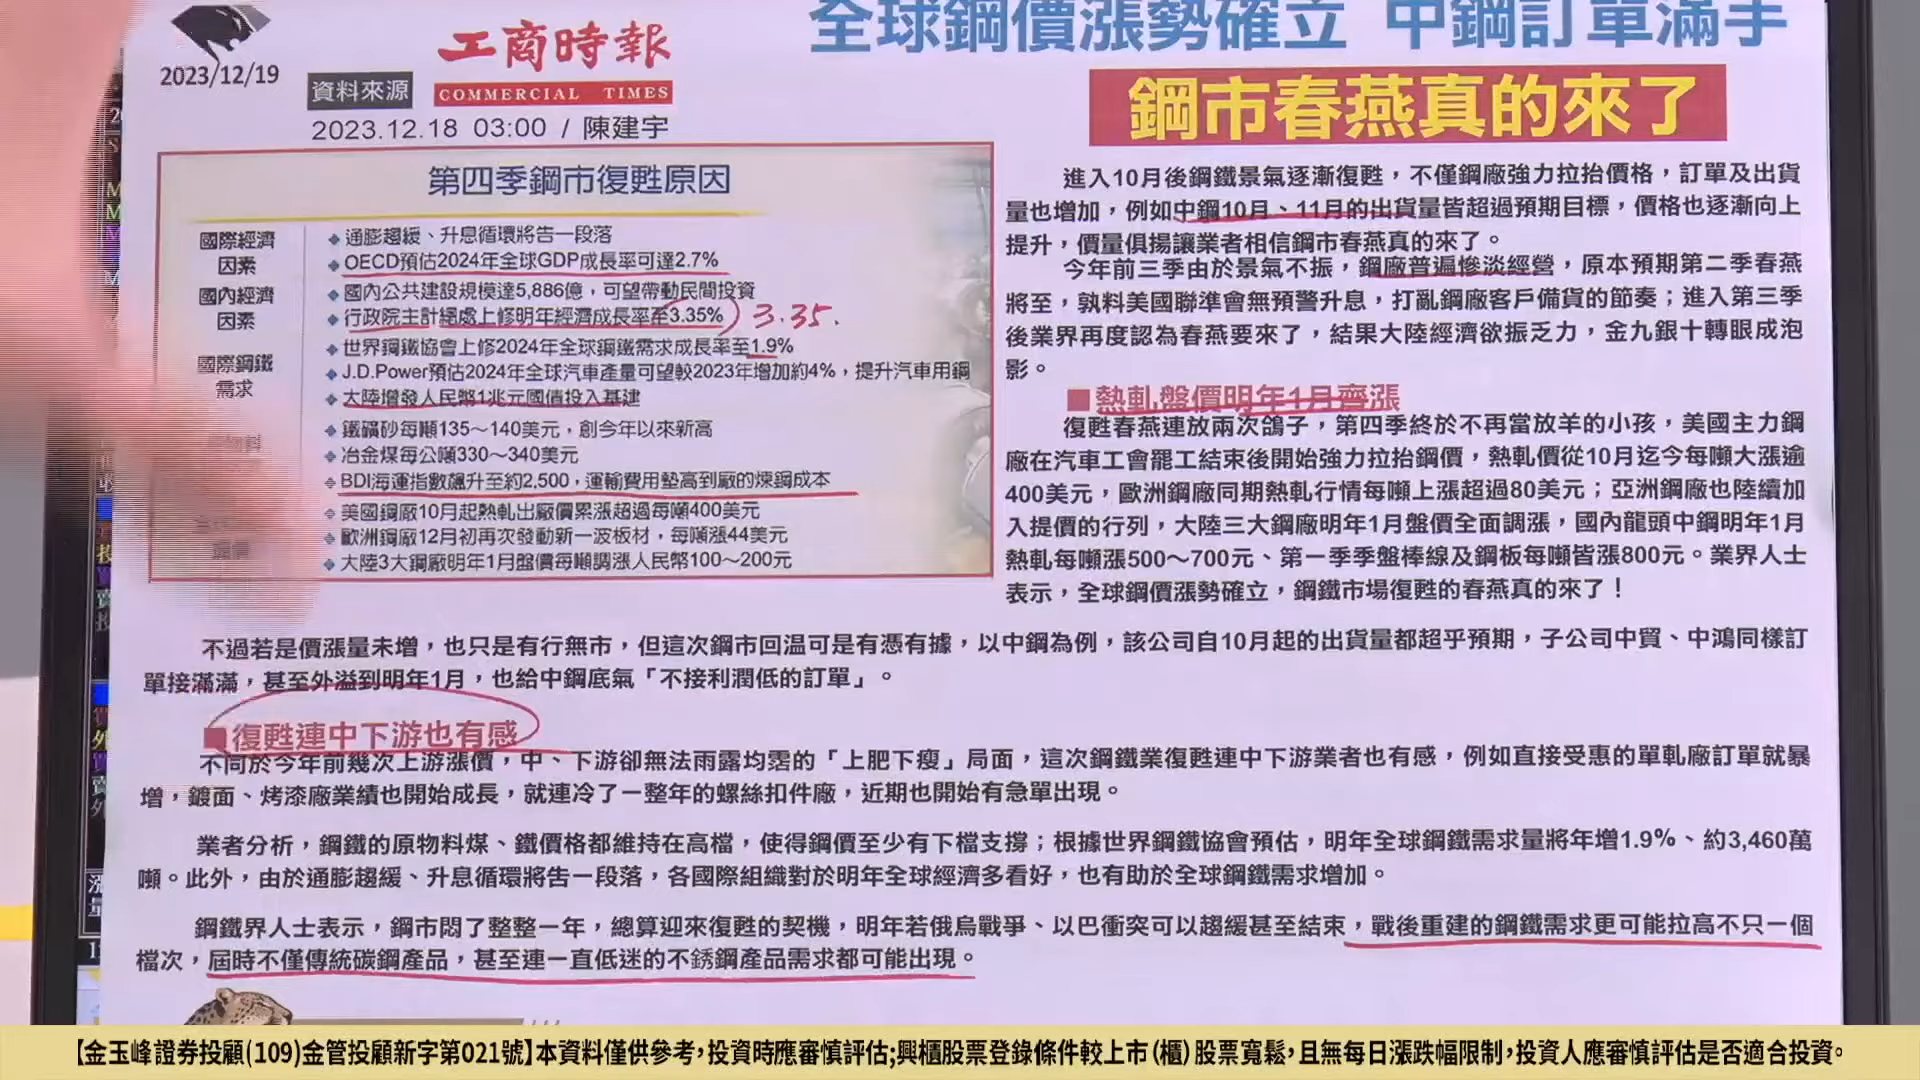 2023/12/19
工商時報
資料來源
COMMERCIAL TIMES
2023.12.18 03:00 / 陳建宇
全球鋼價漲勢確立 中鋼訂單滿手
鋼市春燕真的來了
第四季鋼市復甦原因
國際經濟
因素
通膨趨緩、升息循環將告一段落
OECD預估2024年全球GDP成長率可達2.7%
國內經濟
因素
國內公共建設規模達5,886億，可望帶動民間投資
行政院主計總處上修明年經濟成長率至3.35%
3.35.
國際鋼鐵
需求
世界鋼鐵協會上修2024年全球鋼鐵需求成長率至1.9%
J.D.Power預估2024年全球汽車產量可望較2023年增加約4%，提升汽車用鋼
大陸增發人民幣1兆元國債投入基建
鐵礦砂每噸135～140美元，創今年以來新高
冶金煤每公噸330～340美元
BDI海運指數飆升至約2,500，運輸費用墊高到廠的煉鋼成本
美國鋼廠10月起熱軋出廠價累漲超過每噸400美元
歐洲鋼廠12月初再次發動新一波板材，每噸漲44美元
大陸3大鋼廠明年1月盤價每噸調漲人民幣100～200元
進入10月後鋼鐵景氣逐漸復甦，不僅鋼廠強力拉抬價格，訂單及出貨
量也增加，例如中鋼10月、11月的出貨量皆超過預期目標，價格也逐漸向上
提升，價量俱揚讓業者相信鋼市春燕真的來了。
今年前三季由於景氣不振，鋼廠普遍慘淡經營，原本預期第二季春燕
將至，孰料美國聯準會無預警升息，打亂鋼廠客戶備貨的節奏；進入第三季
後業界再度認為春燕要來了，結果大陸經濟欲振乏力，金九銀十轉眼成泡
影。
■熱軋盤價明年1月齊漲
復甦春燕連放兩次鴿子，第四季終於不再當放羊的小孩，美國主力鋼
廠在汽車工會罷工結束後開始強力拉抬鋼價，熱軋價從10月迄今每噸大漲逾
400美元，歐洲鋼廠同期熱軋行情每噸上漲超過80美元；亞洲鋼廠也陸續加
入提價的行列，大陸三大鋼廠明年1月盤價全面調漲，國內龍頭中鋼明年1月
熱軋每噸漲500～700元、第一季季盤棒線及鋼板每噸皆漲800元。業界人士
表示，全球鋼價漲勢確立，鋼鐵市場復甦的春燕真的來了！
不過若是價漲量未增，也只是有行無市，但這次鋼市回溫可是有憑有據，以中鋼為例，該公司自10月起的出貨量都超乎預期，子公司中貿、中鴻同樣訂
單接滿滿，甚至外溢到明年1月，也給中鋼底氣「不接利潤低的訂單」。
■復甦連中下游也有感
不同於今年前幾次上游漲價，中、下游卻無法雨露均霑的「上肥下瘦」局面，這次鋼鐵業復甦連中下游業者也有感，例如直接受惠的單軋廠訂單就暴
增，鍍面、烤漆廠業績也開始成長，就連冷了一整年的螺絲扣件廠，近期也開始有急單出現。
業者分析，鋼鐵的原物料煤、鐵價格都維持在高檔，使得鋼價至少有下檔支撐；根據世界鋼鐵協會預估，明年全球鋼鐵需求量將年增1.9%、約3,460萬
噸。此外，由於通膨趨緩、升息循環將告一段落，各國際組織對於明年全球經濟多看好，也有助於全球鋼鐵需求增加。
鋼鐵界人士表示，鋼市悶了整整一年，總算迎來復甦的契機，明年若俄烏戰爭、以巴衝突可以趨緩甚至結束，戰後重建的鋼鐵需求更可能拉高不只一個
檔次，屆時不僅傳統碳鋼產品，甚至連一直低迷的不銹鋼產品需求都可能出現。
【金玉峰證券投顧(109)金管投顧新字第021號】本資料僅供參考，投資時應審慎評估；興櫃股票登錄條件較上市(櫃)股票寬鬆，且無每日漲跌幅限制，投資人應審慎評估是否適合投資。